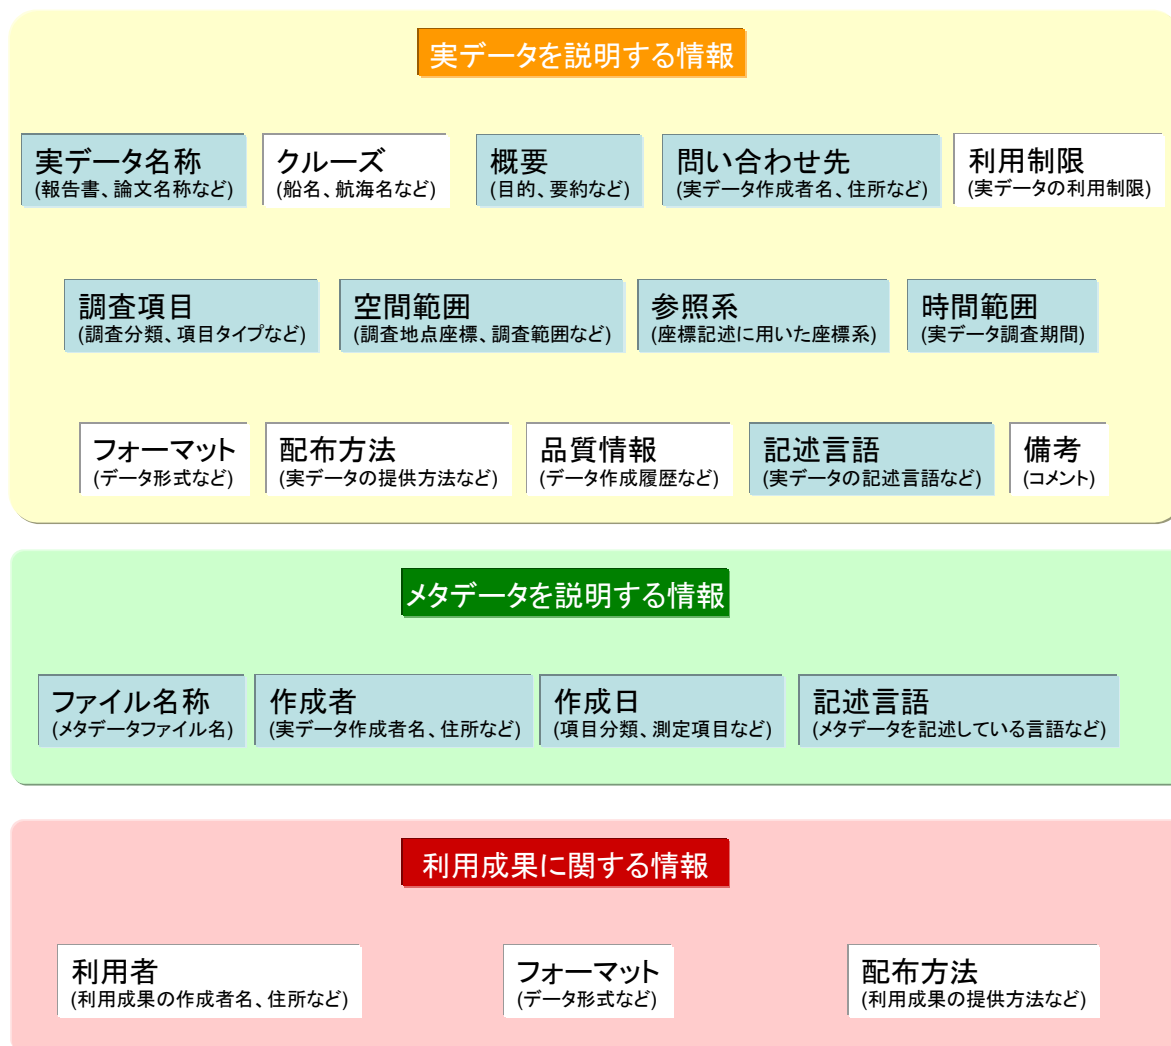 実データを説明する情報
実データ名称
(報告書、論文名称など)
クルーズ
(船名、航海名など)
概要
(目的、要約など)
問い合わせ先
(実データ作成者名、住所など)
利用制限
(実データの利用制限)
調査項目
(調査分類、項目タイプなど)
空間範囲
(調査地点座標、調査範囲など)
参照系
(座標記述に用いた座標系)
時間範囲
(実データ調査期間)
フォーマット
(データ形式など)
配布方法
(実データの提供方法など)
品質情報
(データ作成履歴など)
記述言語
(実データの記述言語など)
備考
(コメント)
メタデータを説明する情報
ファイル名称
(メタデータファイル名)
作成者
(実データ作成者名、住所など)
作成日
(項目分類、測定項目など)
記述言語
(メタデータを記述している言語など)
利用成果に関する情報
利用者
(利用成果の作成者名、住所など)
フォーマット
(データ形式など)
配布方法
(利用成果の提供方法など)